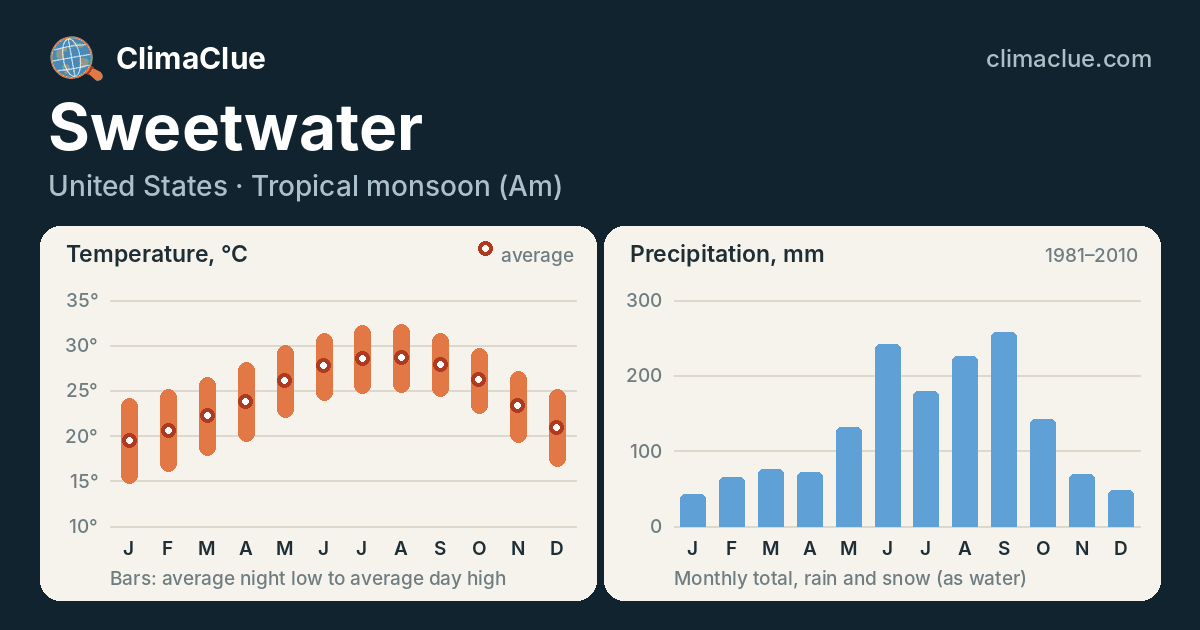 ClimaClue
climaclue.com
Sweetwater
United States · Tropical monsoon (Am)
Temperature, °C
average
35°
30°
25°
20°
15°
10°
J F M A M J J A S O N D
Bars: average night low to average day high
Precipitation, mm
1981–2010
300
200
100
0
J F M A M J J A S O N D
Monthly total, rain and snow (as water)